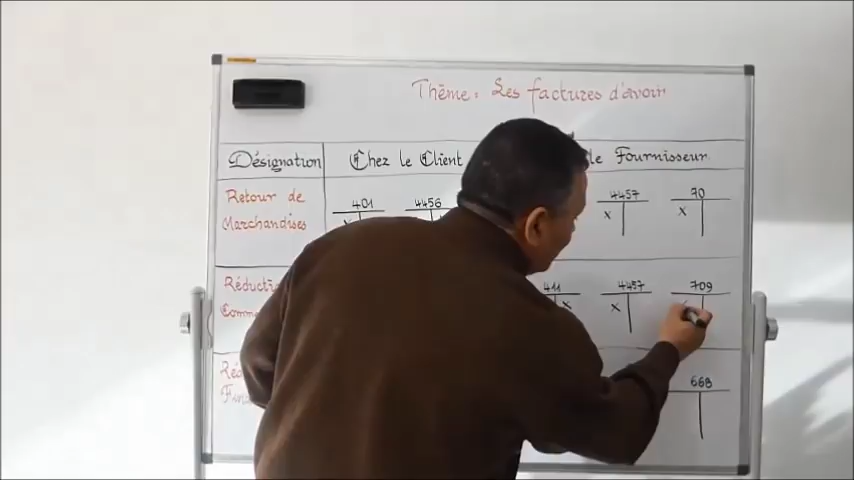 Thème : Les factures d'avoir
Désignation Chez le Client le Fournisseur
Retour de
Marchandises
401 4456 4457 70
x x x
411 4457 709
x x
668